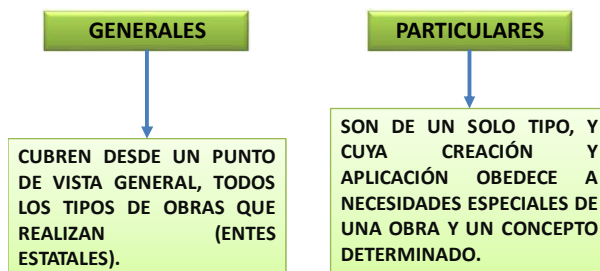 GENERALES
CUBREN DESDE UN PUNTO
DE VISTA GENERAL, TODOS
LOS TIPOS DE OBRAS QUE
REALIZAN (ENTES
ESTATALES).
PARTICULARES
SON DE UN SOLO TIPO, Y
CUYA CREACIÓN Y
APLICACIÓN OBEDECE A
NECESIDADES ESPECIALES DE
UNA OBRA Y UN CONCEPTO
DETERMINADO.